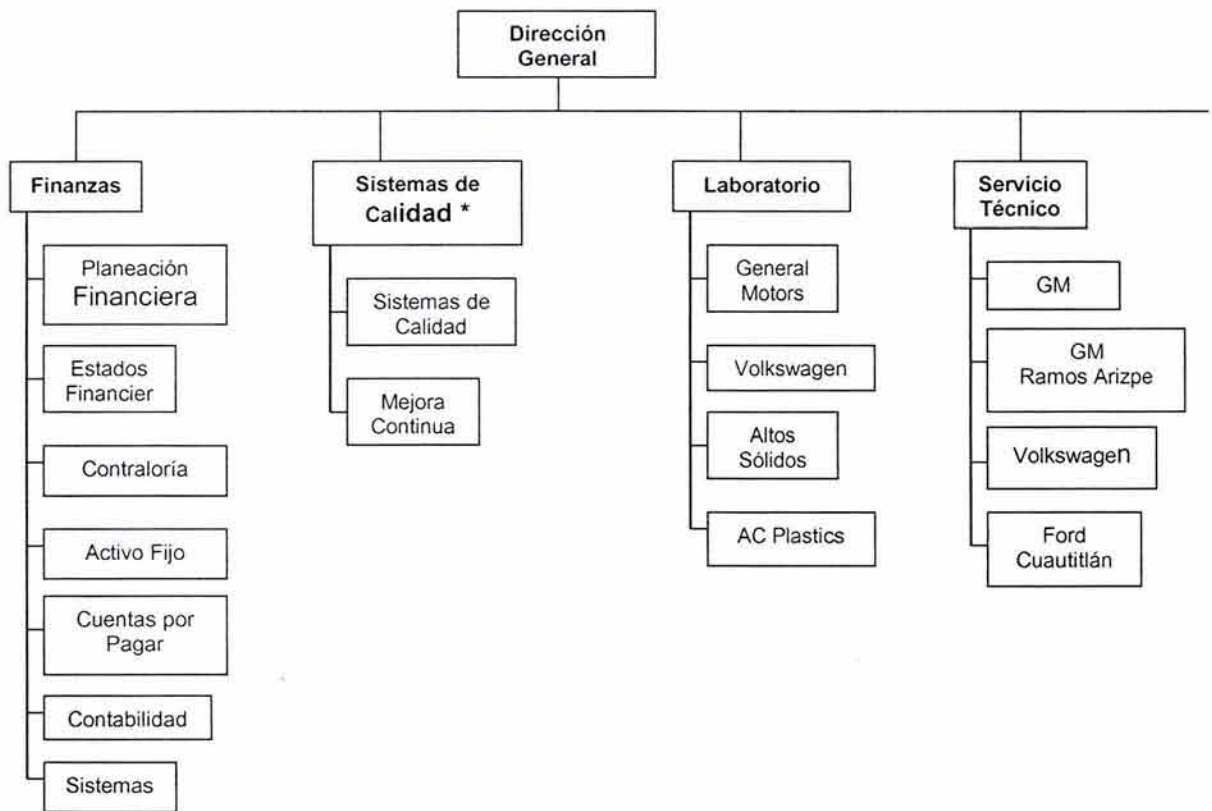 Dirección
General
Finanzas
Planeación
Financiera
Estados
Financier
Contraloría
Activo Fijo
Cuentas por
Pagar
Contabilidad
Sistemas
Sistemas de
Calidad *
Sistemas de
Calidad
Mejora
Continua
Laboratorio
General
Motors
Volkswagen
Altos
Sólidos
AC Plastics
Servicio
Técnico
GM
GM
Ramos Arizpe
Volkswagen
Ford
Cuautitlán